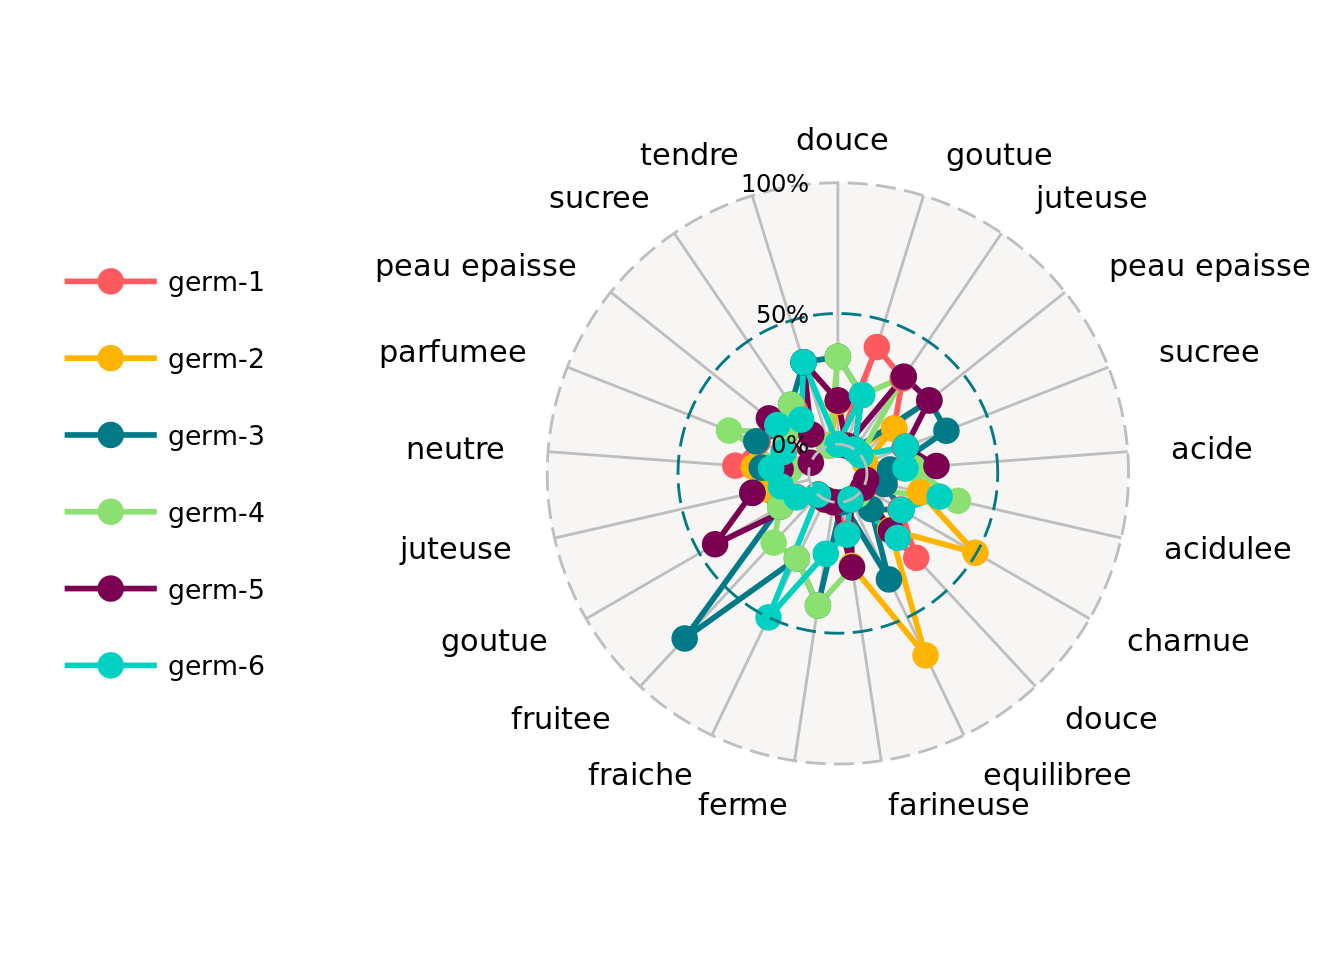 douce
tendre
goutue
100%
sucree
juteuse
peau epaisse
peau epaisse
germ-1
50%
parfumee
sucree
germ-2
neutre
0%
acide
germ-3
germ-4
juteuse
acidulee
germ-5
goutue
charnue
germ-6
fruitee
douce
fraiche
equilibree
ferme
farineuse